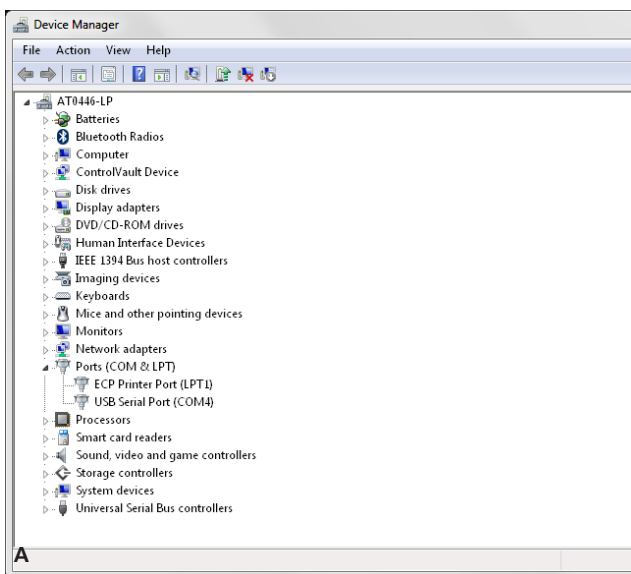 Device Manager
File Action View Help
AT0446-LP
Batteries
Bluetooth Radios
Computer
ControlVault Device
Disk drives
Display adapters
DVD/CD-ROM drives
Human Interface Devices
IEEE 1394 Bus host controllers
Imaging devices
Keyboards
Mice and other pointing devices
Monitors
Network adapters
Ports (COM & LPT)
ECP Printer Port (LPT1)
USB Serial Port (COM4)
Processors
Smart card readers
Sound, video and game controllers
Storage controllers
System devices
Universal Serial Bus controllers
A